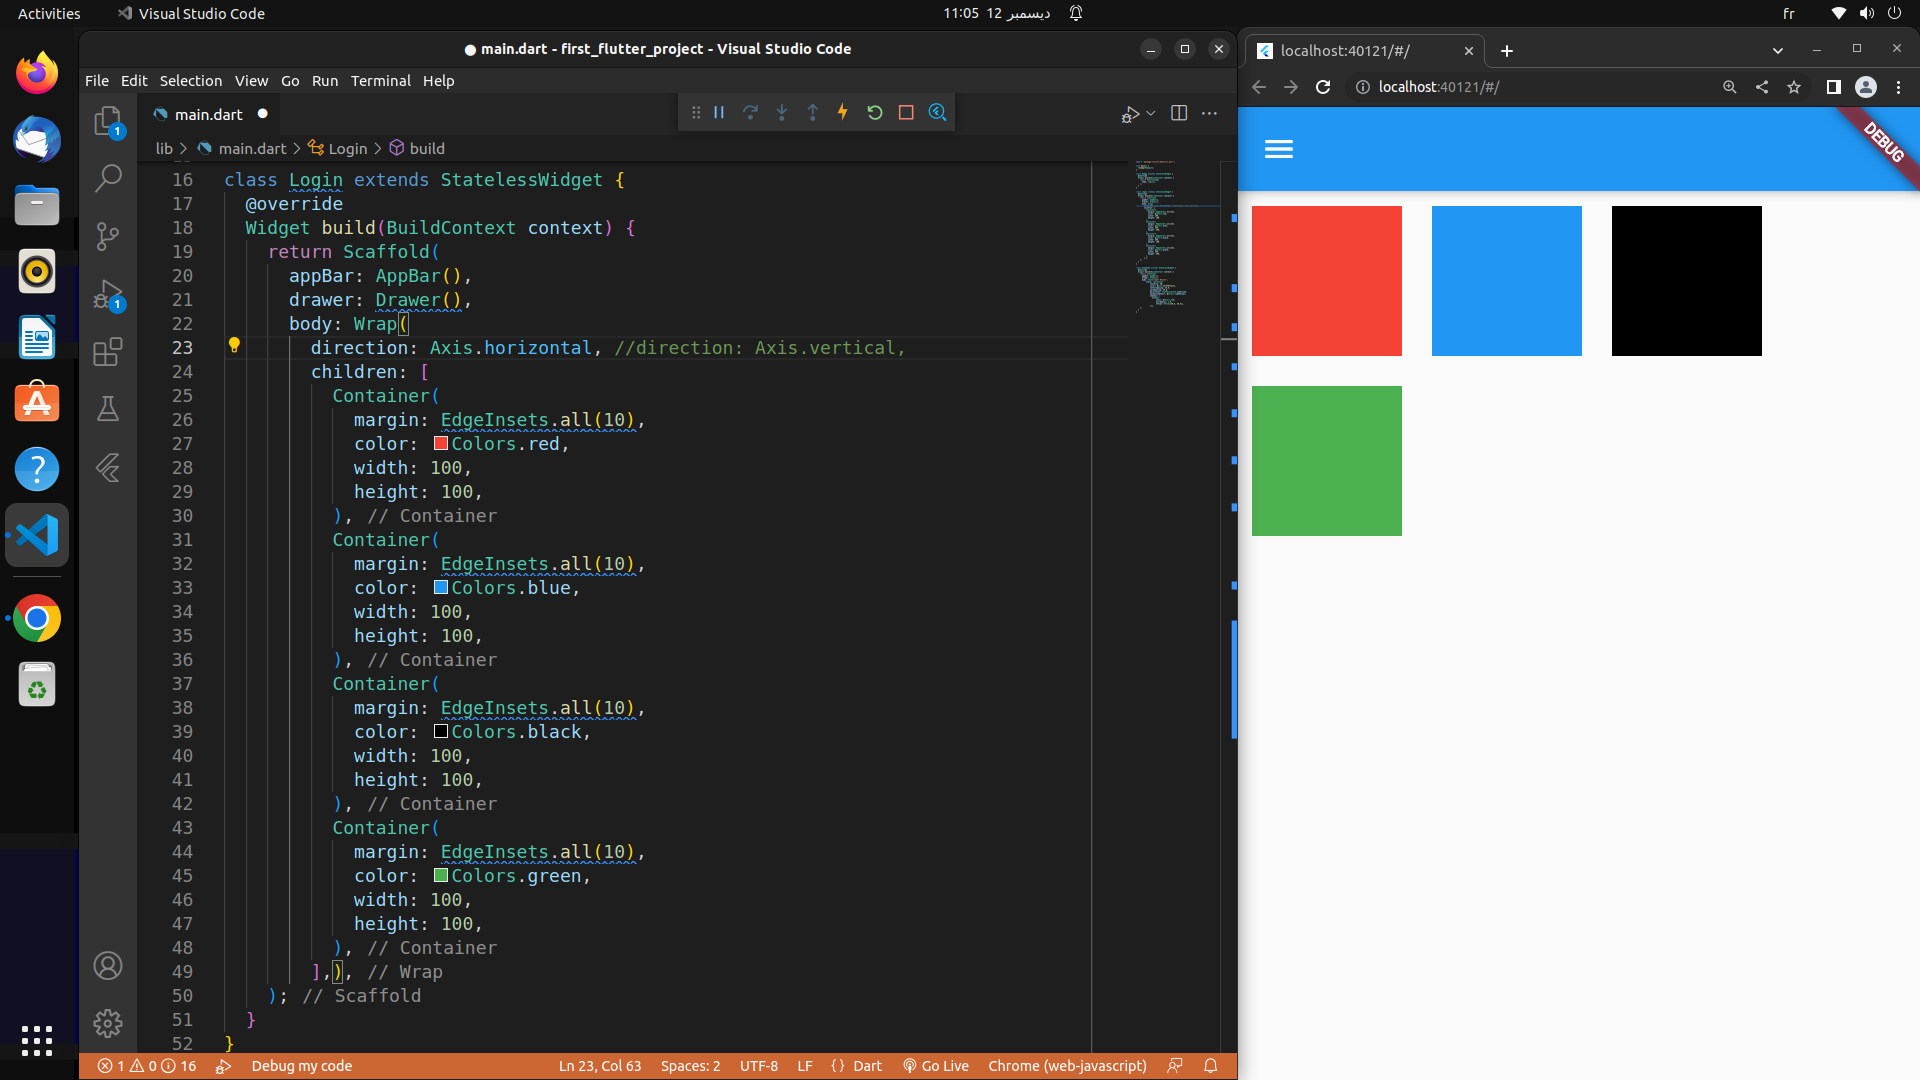 Activities
Visual Studio Code
11:05 ديسمبر 12
fr
main.dart - first_flutter_project - Visual Studio Code
File Edit Selection View Go Run Terminal Help
main.dart
lib > main.dart > Login > build
16 class Login extends StatelessWidget {
17 @override
18 Widget build(BuildContext context) {
19 return Scaffold(
20 appBar: AppBar(),
21 drawer: Drawer(),
22 body: Wrap(
23 direction: Axis.horizontal, //direction: Axis.vertical,
24 children: [
25 Container(
26 margin: EdgeInsets.all(10),
27 color: Colors.red,
28 width: 100,
29 height: 100,
30 ), // Container
31 Container(
32 margin: EdgeInsets.all(10),
33 color: Colors.blue,
34 width: 100,
35 height: 100,
36 ), // Container
37 Container(
38 margin: EdgeInsets.all(10),
39 color: Colors.black,
40 width: 100,
41 height: 100,
42 ), // Container
43 Container(
44 margin: EdgeInsets.all(10),
45 color: Colors.green,
46 width: 100,
47 height: 100,
48 ), // Container
49 ],), // Wrap
50 ); // Scaffold
51 }
52 }
1
1
1 0 16 Debug my code Ln 23, Col 63 Spaces: 2 UTF-8 LF {} Dart Go Live Chrome (web-javascript)
localhost:40121/#/
localhost:40121/#/
DEBUG